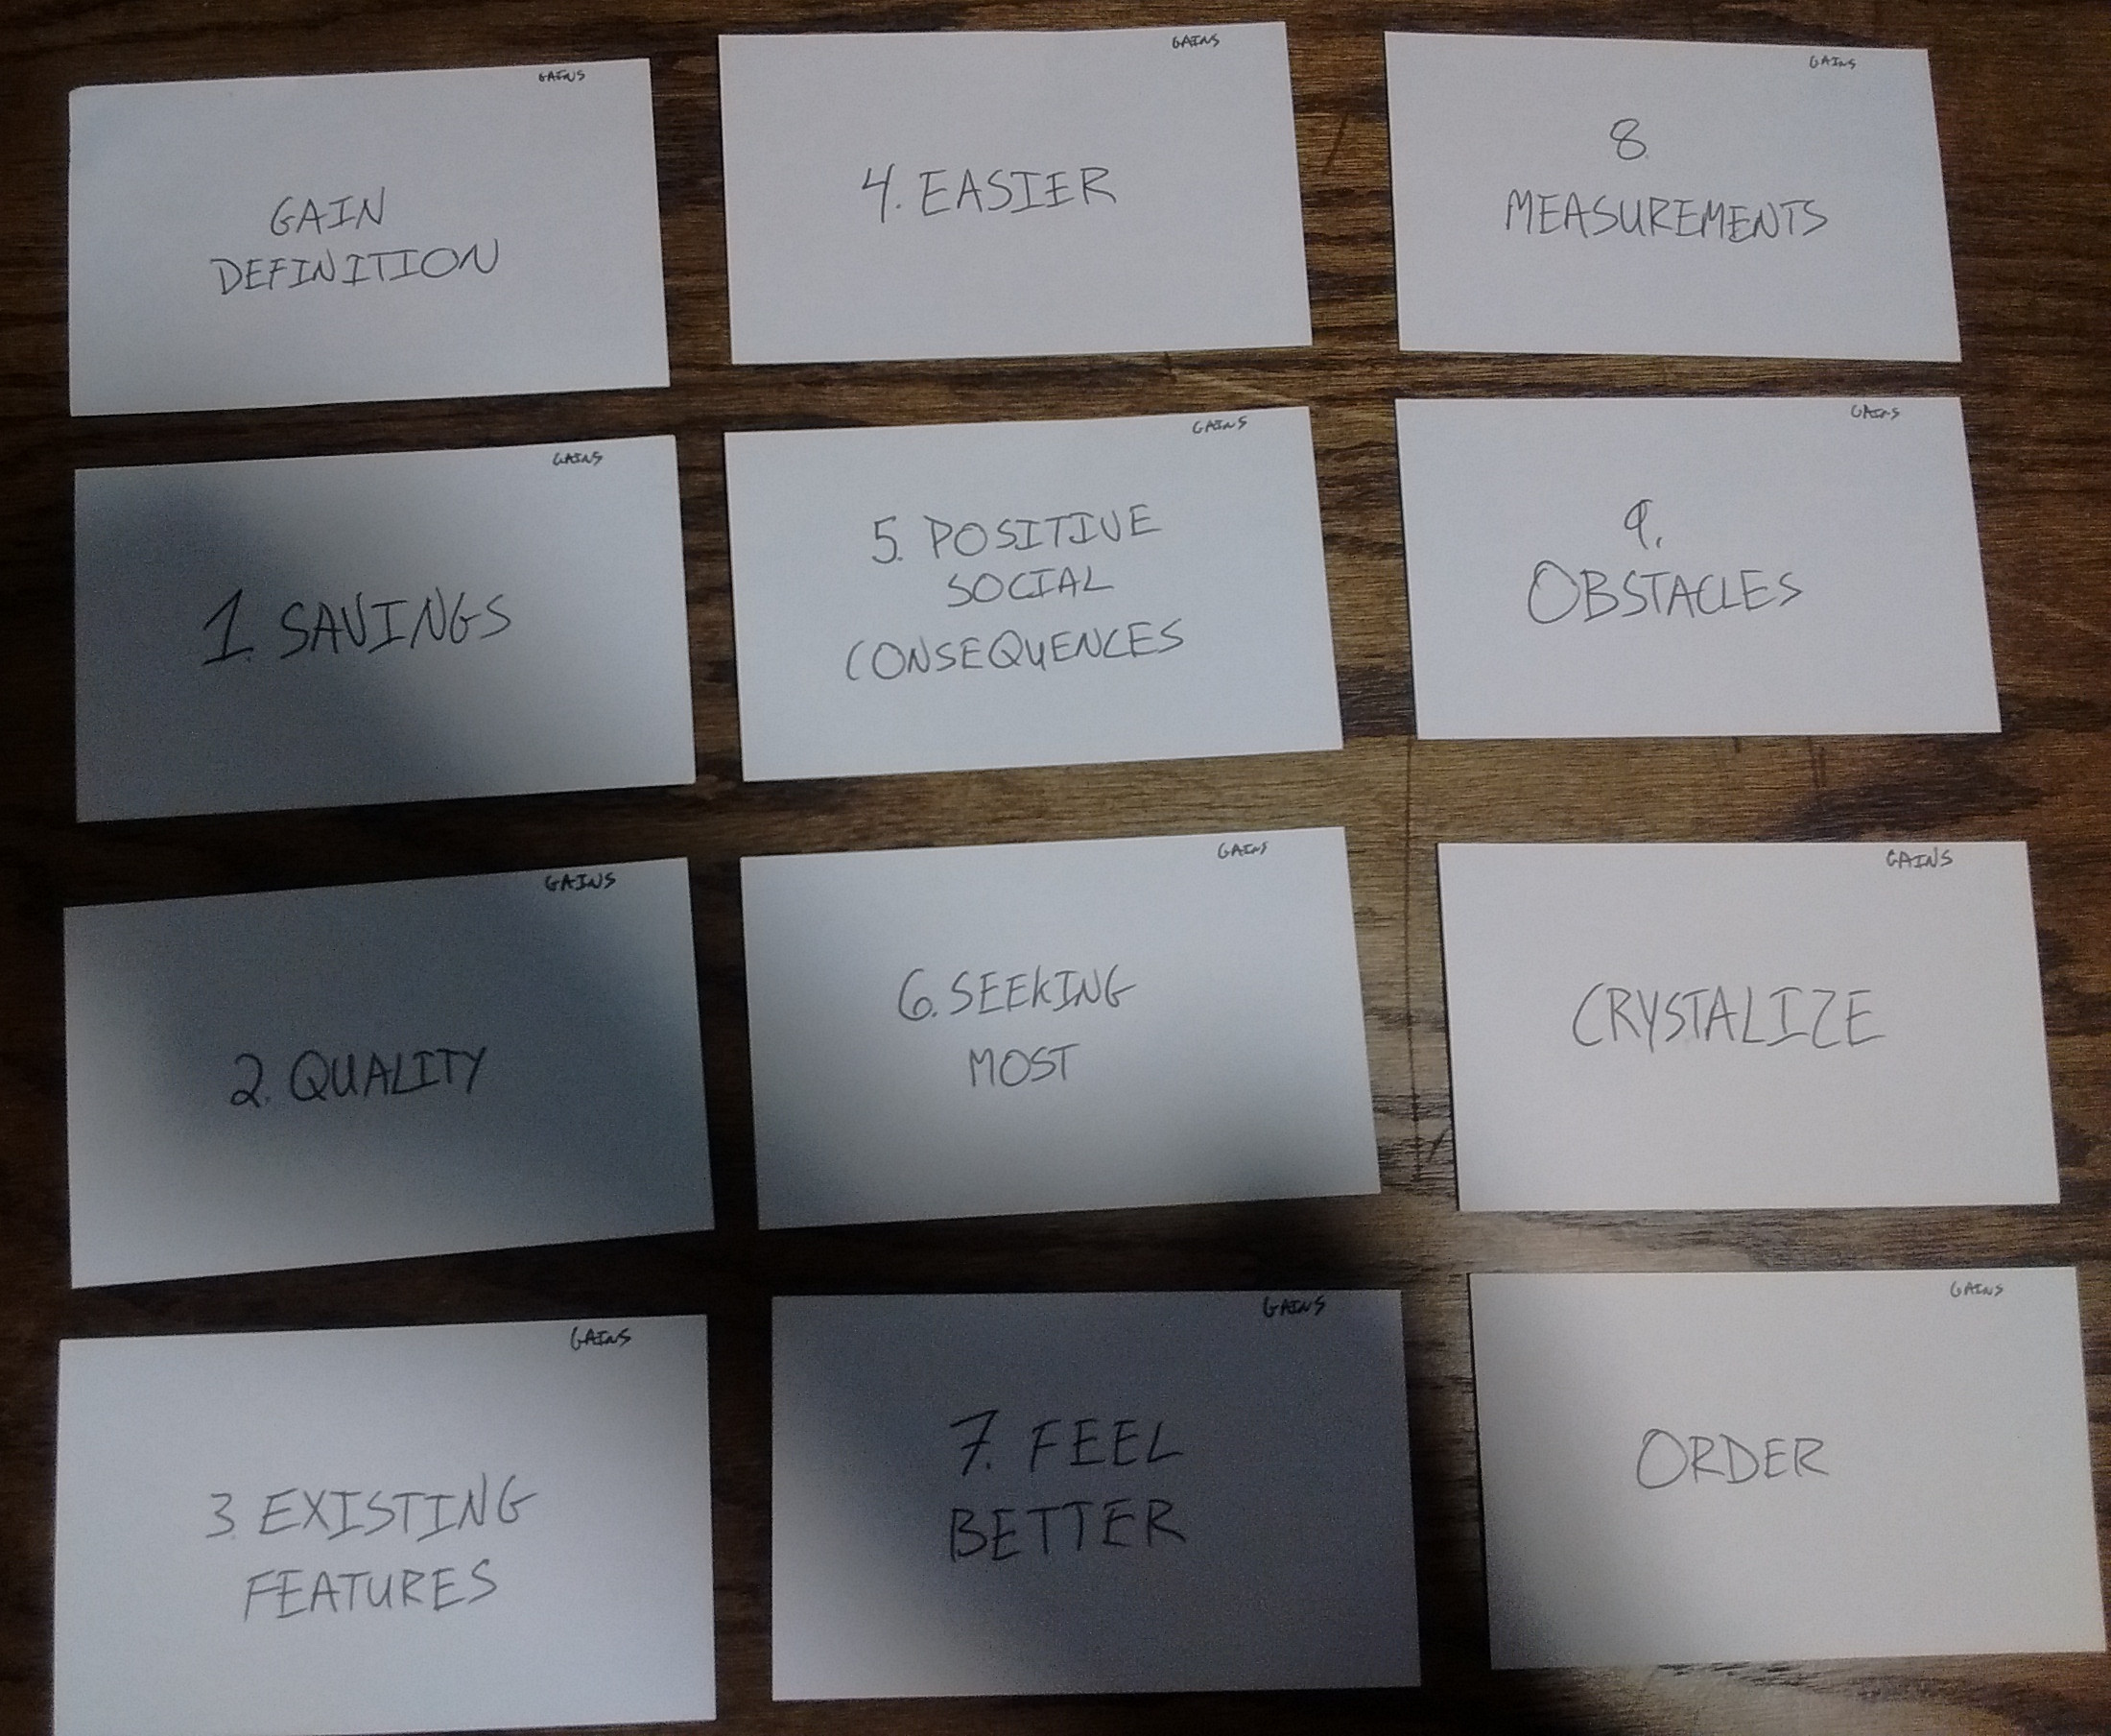 GAINS
GAIN
DEFINITION
GAINS
1. SAVINGS
GAINS
2. QUALITY
GAINS
3. EXISTING
FEATURES
GAINS
4. EASIER
GAINS
5. POSITIVE
SOCIAL
CONSEQUENCES
GAINS
6. SEEKING
MOST
GAINS
7. FEEL
BETTER
GAINS
8.
MEASUREMENTS
GAINS
9.
OBSTACLES
GAINS
CRYSTALIZE
GAINS
ORDER